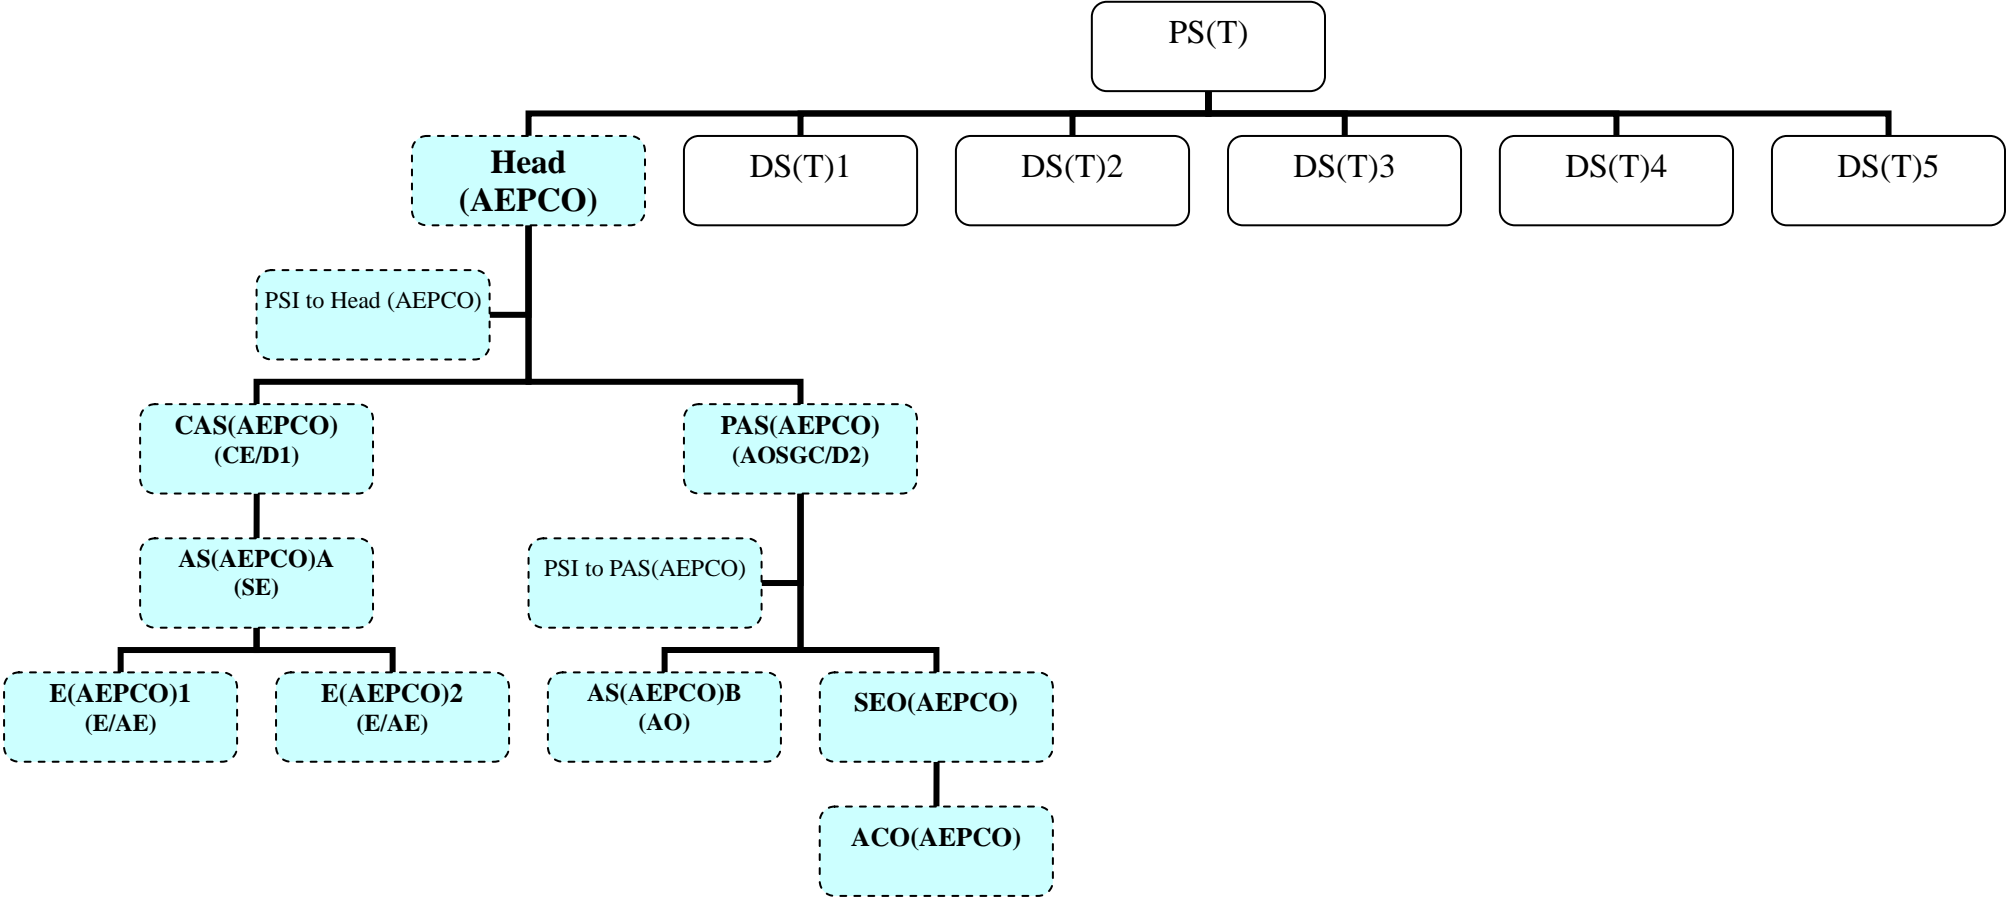 PS(T)
Head
(AEPCO)
DS(T)1
DS(T)2
DS(T)3
DS(T)4
DS(T)5
PSI to Head (AEPCO)
CAS(AEPCO)
(CE/D1)
PAS(AEPCO)
(AOSGC/D2)
AS(AEPCO)A
(SE)
PSI to PAS(AEPCO)
E(AEPCO)1
(E/AE)
E(AEPCO)2
(E/AE)
AS(AEPCO)B
(AO)
SEO(AEPCO)
ACO(AEPCO)